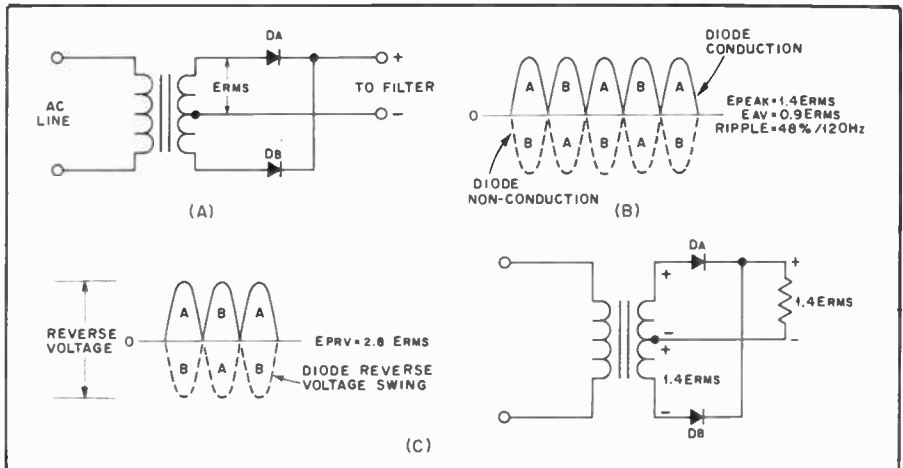 DA
+
ERMS
TO FILTER
AC
LINE
-
DB
(A)
DIODE
CONDUCTION
A B A B A
0
EPEAK=1.4ERMS
EAV=0.9ERMS
RIPPLE=48%/120Hz
B A B A B
DIODE
NON-CONDUCTION
(B)
REVERSE
VOLTAGE
0
A B A
EPRV=2.8 ERMS
B A B
DIODE REVERSE
VOLTAGE SWING
DA
+
+
1.4ERMS
-
+
-
1.4ERMS
-
DB
(C)